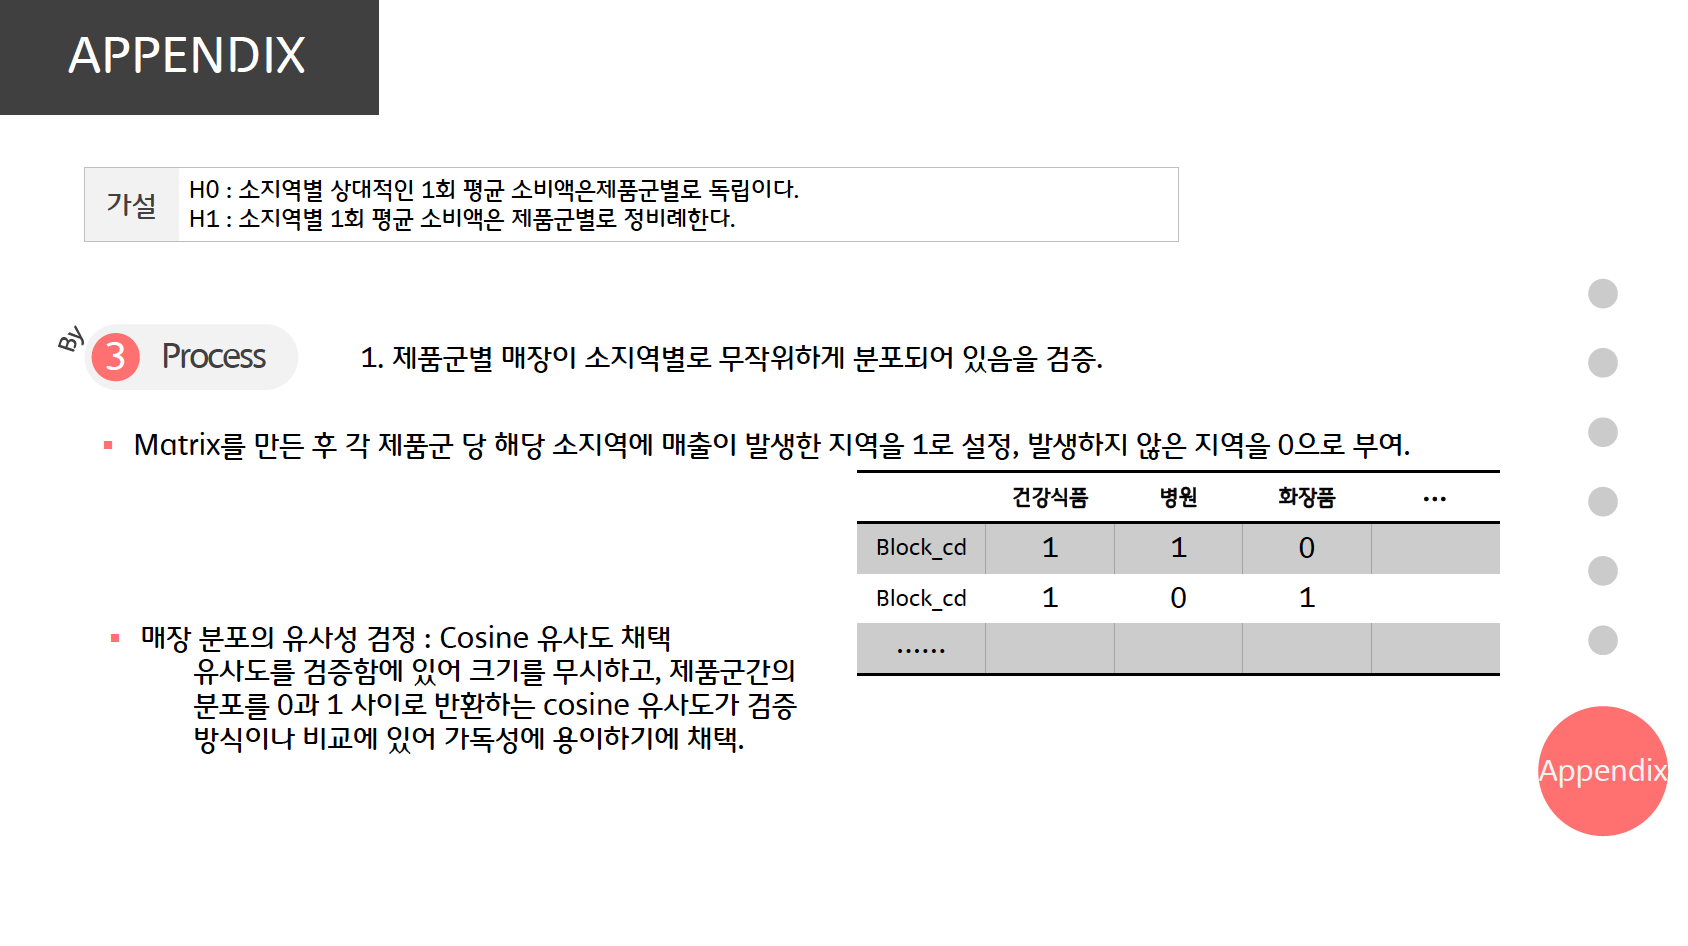 APPENDIX
가설
H0 : 소지역별 상대적인 1회 평균 소비액은제품군별로 독립이다.
H1 : 소지역별 1회 평균 소비액은 제품군별로 정비례한다.
By
3 Process
1. 제품군별 매장이 소지역별로 무작위하게 분포되어 있음을 검증.
▪ Matrix를 만든 후 각 제품군 당 해당 소지역에 매출이 발생한 지역을 1로 설정, 발생하지 않은 지역을 0으로 부여.
건강식품 병원 화장품 ...
Block_cd 1 1 0
Block_cd 1 0 1
......
▪ 매장 분포의 유사성 검정 : Cosine 유사도 채택
유사도를 검증함에 있어 크기를 무시하고, 제품군간의
분포를 0과 1 사이로 반환하는 cosine 유사도가 검증
방식이나 비교에 있어 가독성에 용이하기에 채택.
Appendix